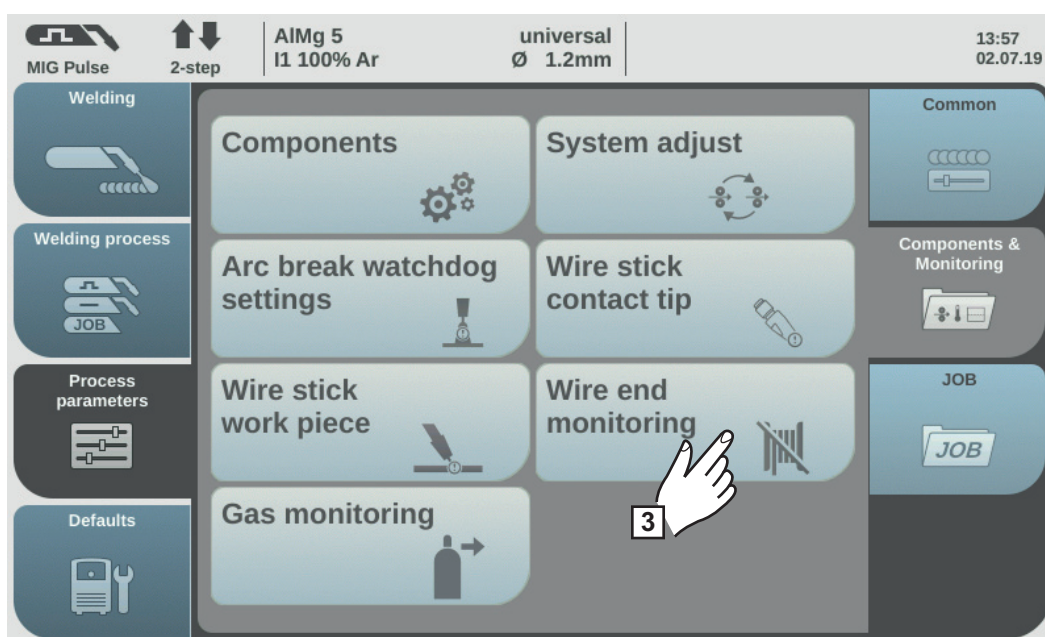 MIG Pulse
2-step
AlMg 5
I1 100% Ar
universal
Ø 1.2mm
13:57
02.07.19
Welding
Welding process
JOB
Process
parameters
Defaults
Components
System adjust
Arc break watchdog
settings
Wire stick
contact tip
Wire stick
work piece
Wire end
monitoring
3
Gas monitoring
Common
Components &
Monitoring
JOB
JOB